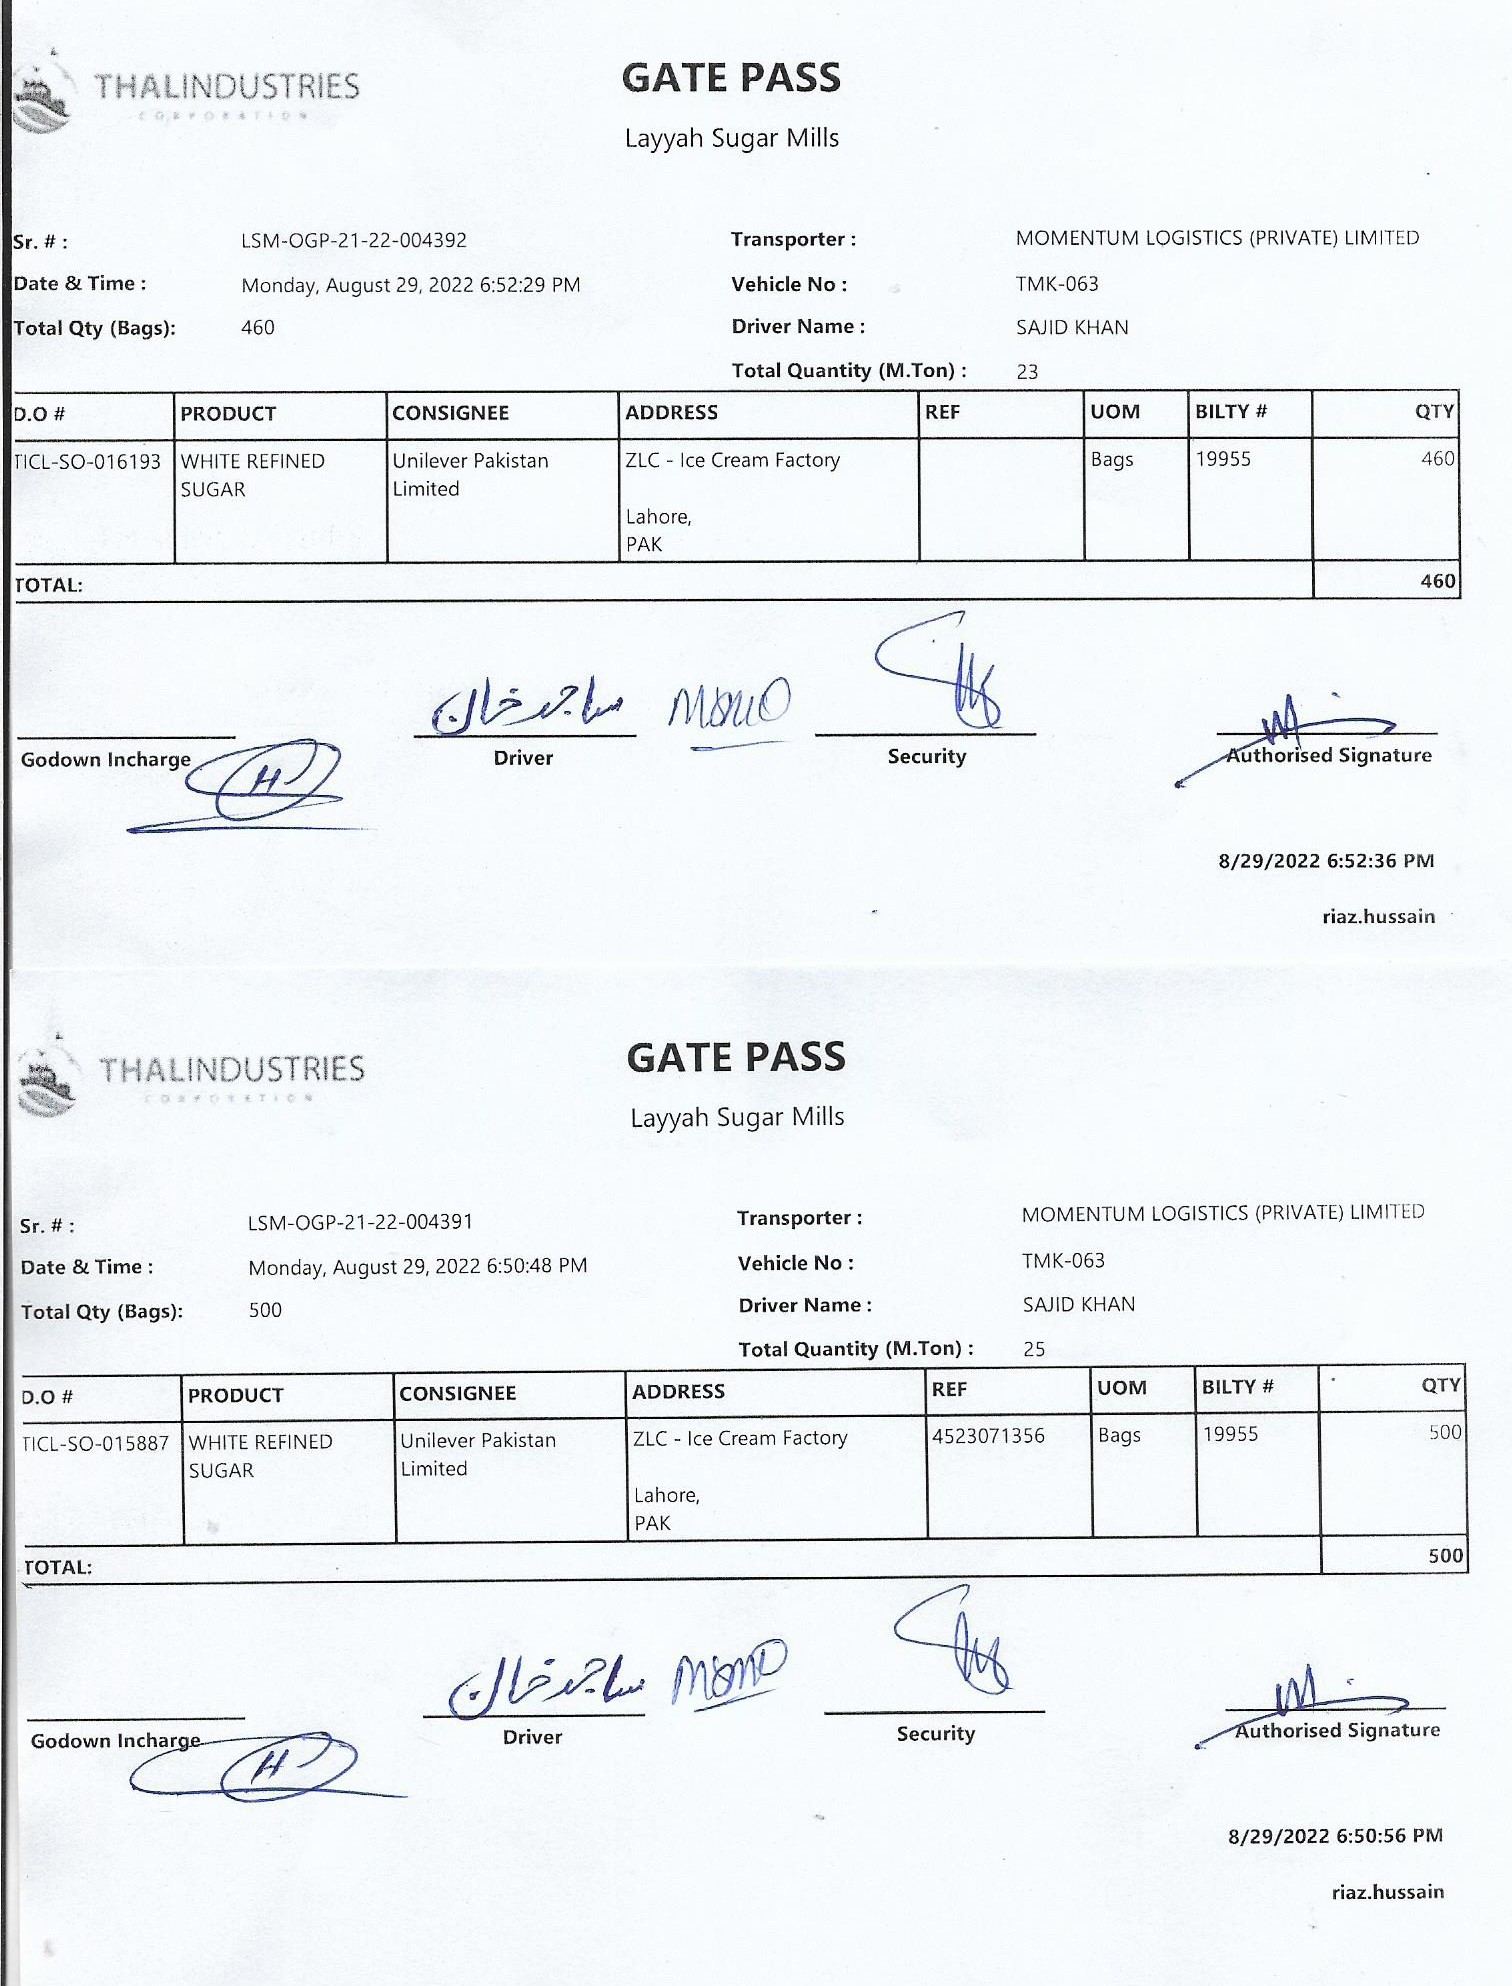 THALINDUSTRIES
CORPORATION
GATE PASS
Layyah Sugar Mills
Sr. # : LSM-OGP-21-22-004392 Transporter : MOMENTUM LOGISTICS (PRIVATE) LIMITED
Date & Time : Monday, August 29, 2022 6:52:29 PM Vehicle No : TMK-063
Total Qty (Bags): 460 Driver Name : SAJID KHAN
Total Quantity (M.Ton) : 23
D.O # PRODUCT CONSIGNEE ADDRESS REF UOM BILTY # QTY
TICL-SO-016193 WHITE REFINED Unilever Pakistan ZLC - Ice Cream Factory Bags 19955 460
SUGAR Limited
Lahore,
PAK
TOTAL: 460
ساجد خان
Godown Incharge Driver Security Authorised Signature
H
8/29/2022 6:52:36 PM
riaz.hussain
THALINDUSTRIES
CORPORATION
GATE PASS
Layyah Sugar Mills
Sr. # : LSM-OGP-21-22-004391 Transporter : MOMENTUM LOGISTICS (PRIVATE) LIMITED
Date & Time : Monday, August 29, 2022 6:50:48 PM Vehicle No : TMK-063
Total Qty (Bags): 500 Driver Name : SAJID KHAN
Total Quantity (M.Ton) : 25
D.O # PRODUCT CONSIGNEE ADDRESS REF UOM BILTY # QTY
TICL-SO-015887 WHITE REFINED Unilever Pakistan ZLC - Ice Cream Factory 4523071356 Bags 19955 500
SUGAR Limited
Lahore,
PAK
TOTAL: 500
ساجد خان
Godown Incharge Driver Security Authorised Signature
H
8/29/2022 6:50:56 PM
riaz.hussain